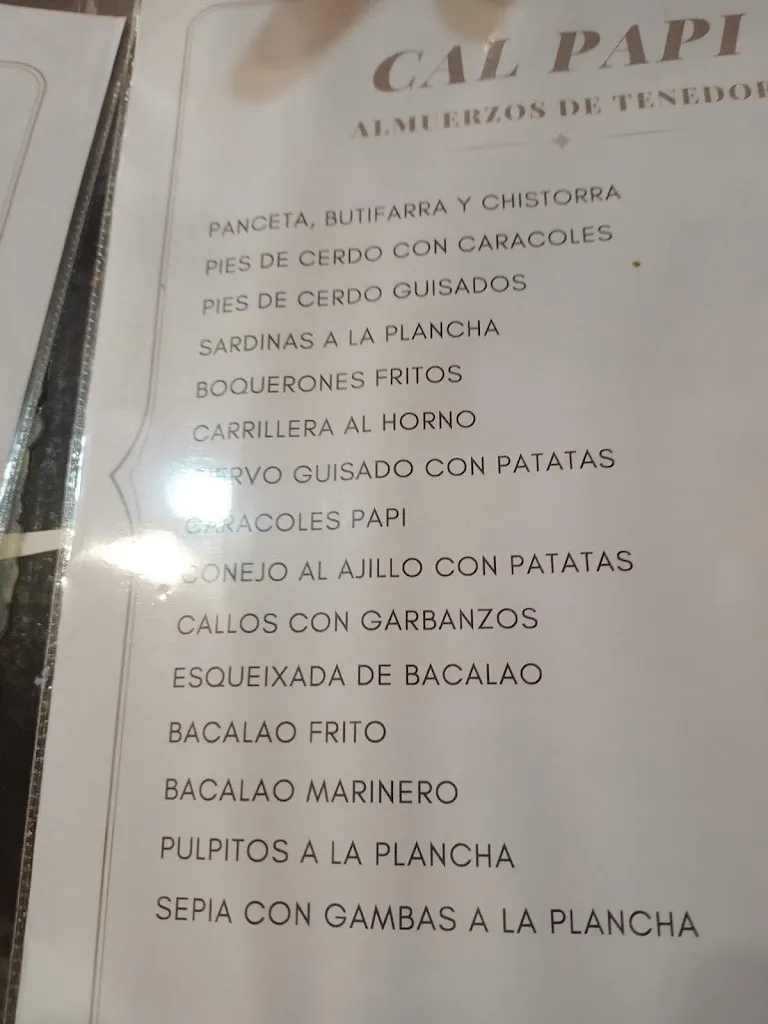 CAL PAPI
ALMUERZOS DE TENEDOR
PANCETA, BUTIFARRA Y CHISTORRA
PIES DE CERDO CON CARACOLES
PIES DE CERDO GUISADOS
SARDINAS A LA PLANCHA
BOQUERONES FRITOS
CARRILLERA AL HORNO
CIERVO GUISADO CON PATATAS
CARACOLES PAPI
CONEJO AL AJILLO CON PATATAS
CALLOS CON GARBANZOS
ESQUEIXADA DE BACALAO
BACALAO FRITO
BACALAO MARINERO
PULPITOS A LA PLANCHA
SEPIA CON GAMBAS A LA PLANCHA